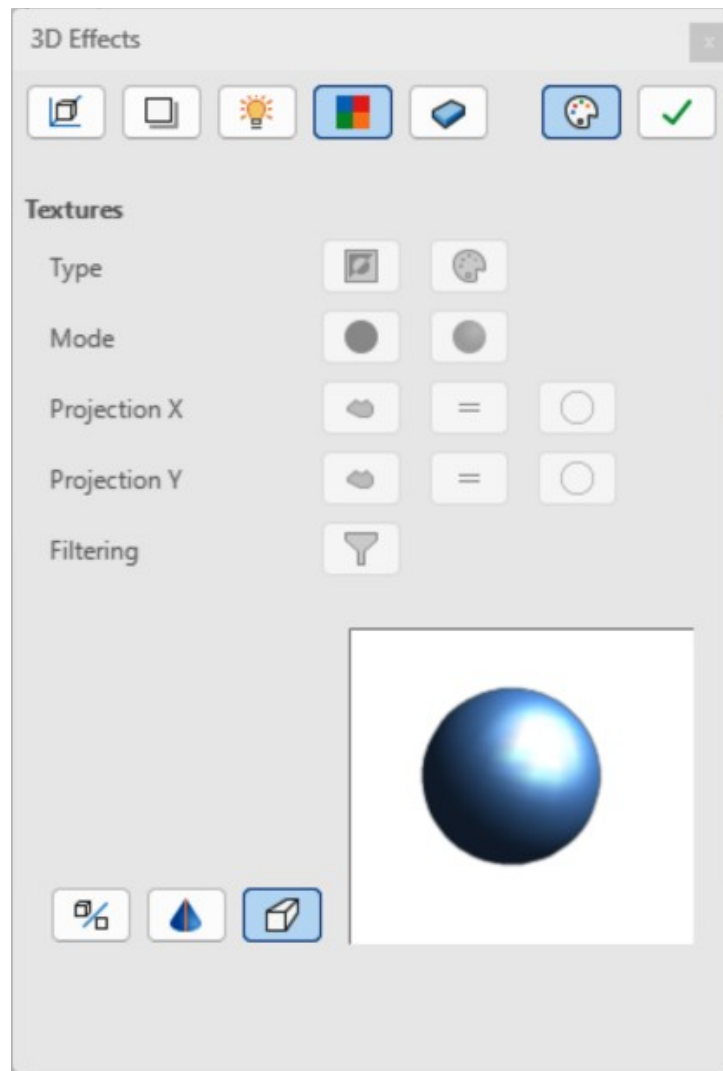 3D Effects
x
Textures
Type
Mode
Projection X
Projection Y
Filtering